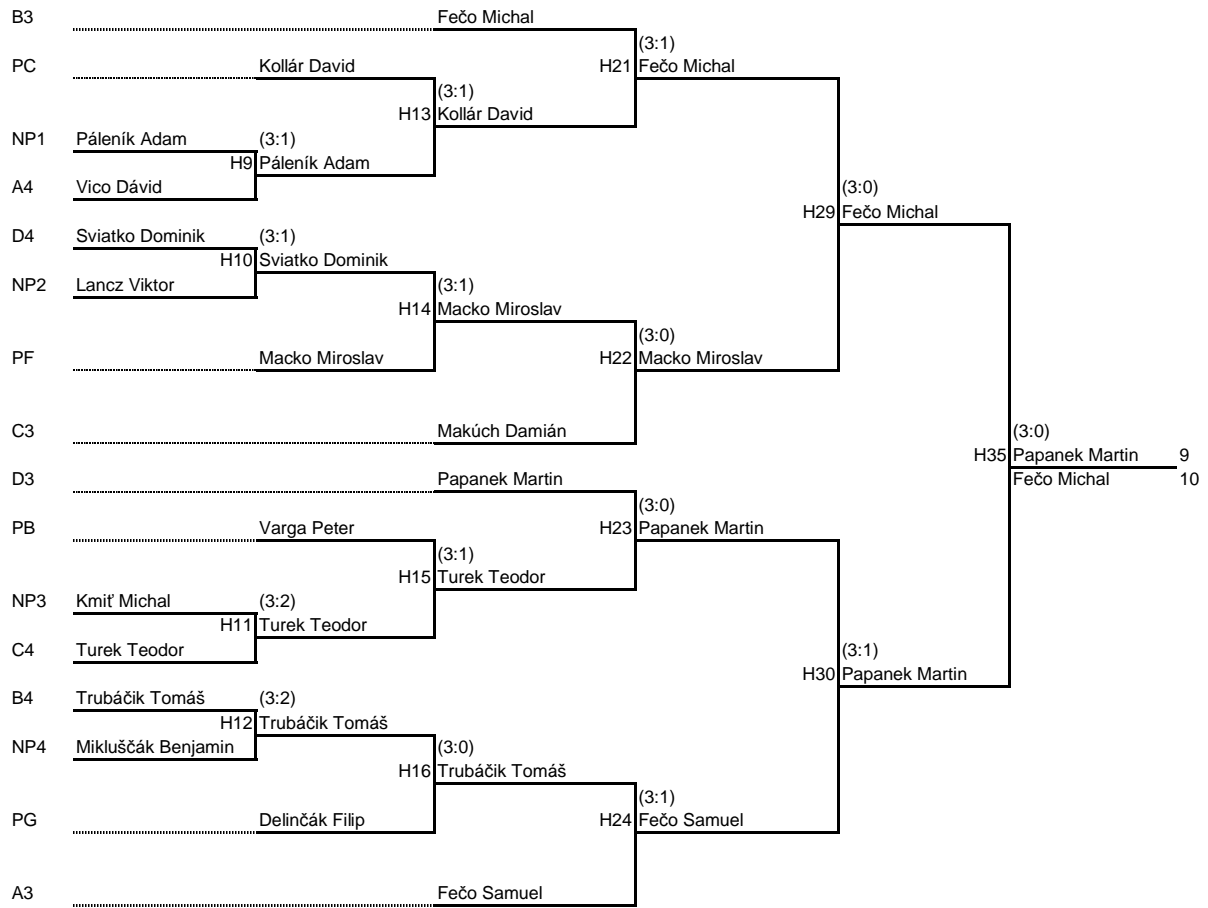 B3 Fečo Michal
(3:1)
PC Kollár David H21 Fečo Michal
(3:1)
H13 Kollár David
NP1 Páleník Adam (3:1)
H9 Páleník Adam
A4 Vico Dávid (3:0)
H29 Fečo Michal
D4 Sviatko Dominik (3:1)
H10 Sviatko Dominik
NP2 Lancz Viktor (3:1)
H14 Macko Miroslav
(3:0)
PF Macko Miroslav H22 Macko Miroslav
C3 Makúch Damián (3:0)
H35 Papanek Martin 9
D3 Papanek Martin Fečo Michal 10
(3:0)
PB Varga Peter H23 Papanek Martin
(3:1)
H15 Turek Teodor
NP3 Kmiť Michal (3:2)
H11 Turek Teodor
C4 Turek Teodor (3:1)
H30 Papanek Martin
B4 Trubáčik Tomáš (3:2)
H12 Trubáčik Tomáš
NP4 Mikluščák Benjamin (3:0)
H16 Trubáčik Tomáš
(3:1)
PG Delinčák Filip H24 Fečo Samuel
A3 Fečo Samuel